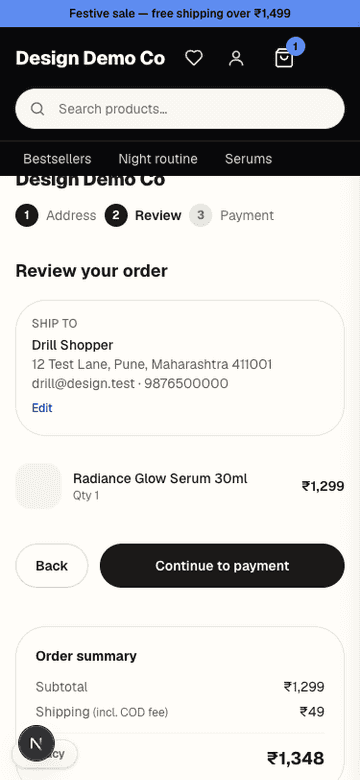 Festive sale — free shipping over ₹1,499
Design Demo Co
1
Search products...
Bestsellers Night routine Serums
Design Demo Co
1 Address 2 Review 3 Payment
Review your order
SHIP TO
Drill Shopper
12 Test Lane, Pune, Maharashtra 411001
drill@design.test · 9876500000
Edit
Radiance Glow Serum 30ml
Qty 1
₹1,299
Back
Continue to payment
Order summary
Subtotal ₹1,299
Shipping (incl. COD fee) ₹49
N
₹1,348